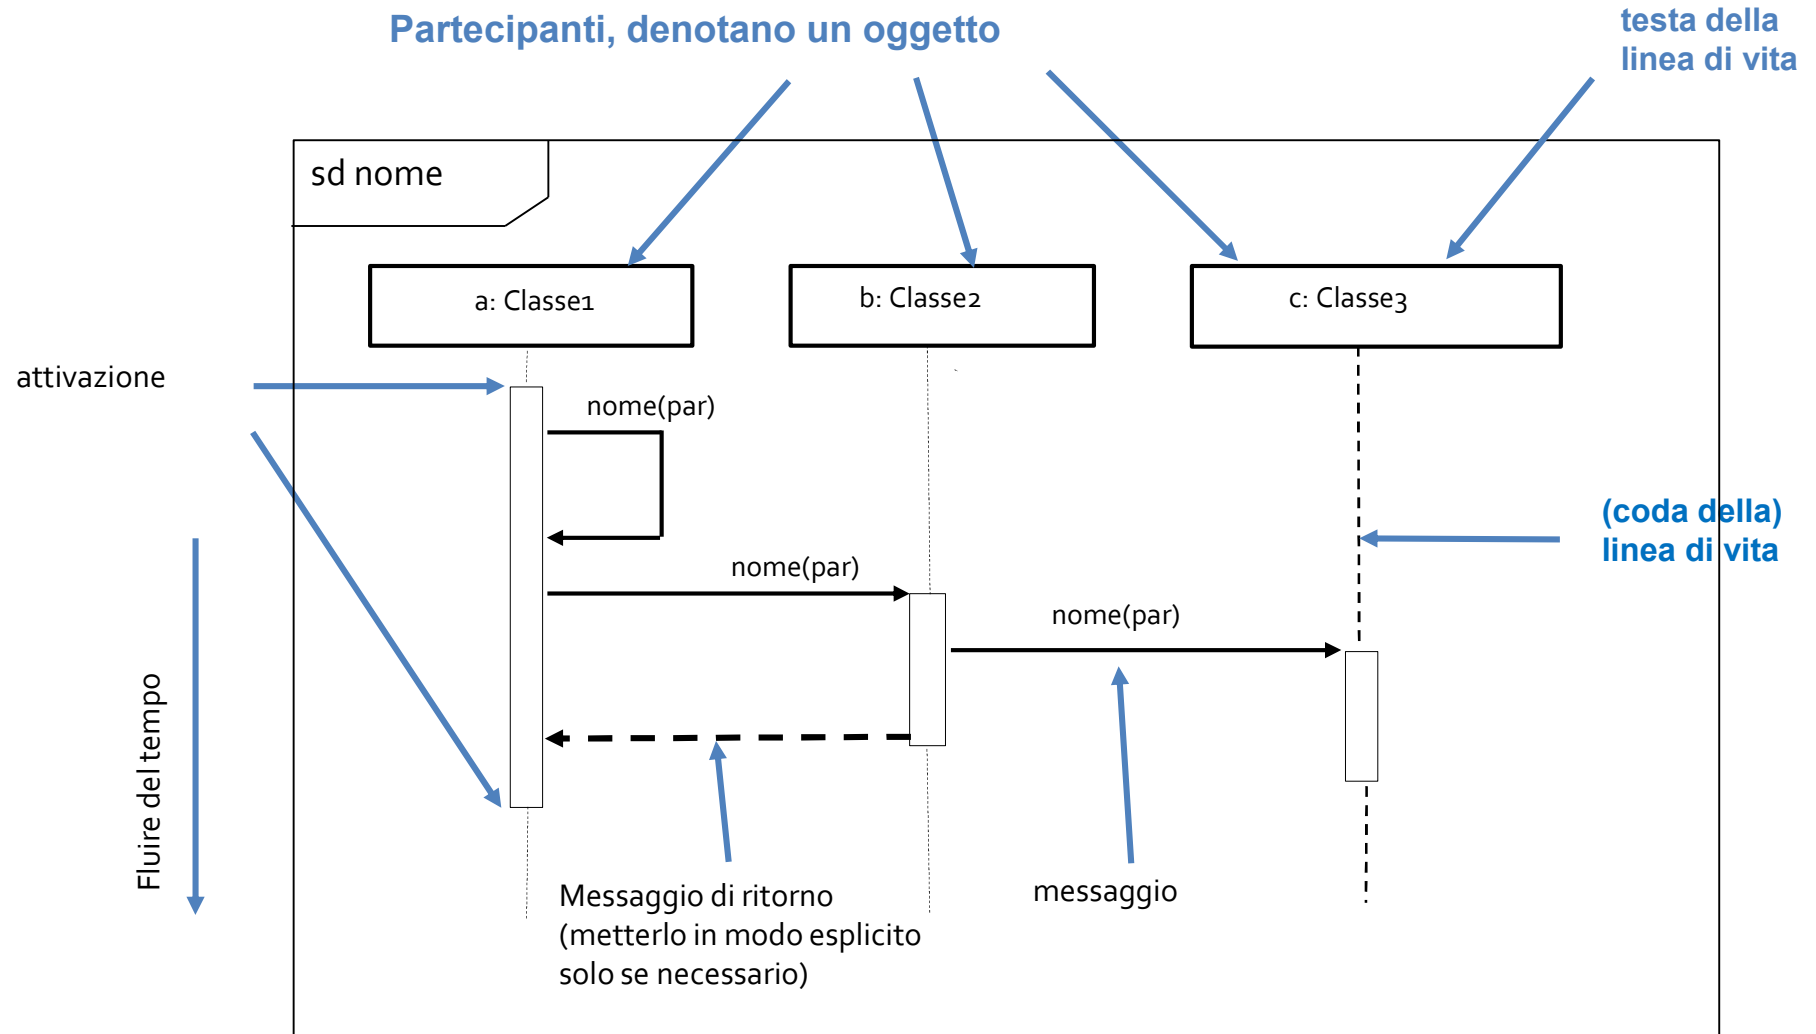 Partecipanti, denotano un oggetto
testa della
linea di vita
sd nome
a: Classe1
b: Classe2
c: Classe3
attivazione
nome(par)
(coda della)
linea di vita
nome(par)
nome(par)
Fluire del tempo
Messaggio di ritorno
(metterlo in modo esplicito
solo se necessario)
messaggio